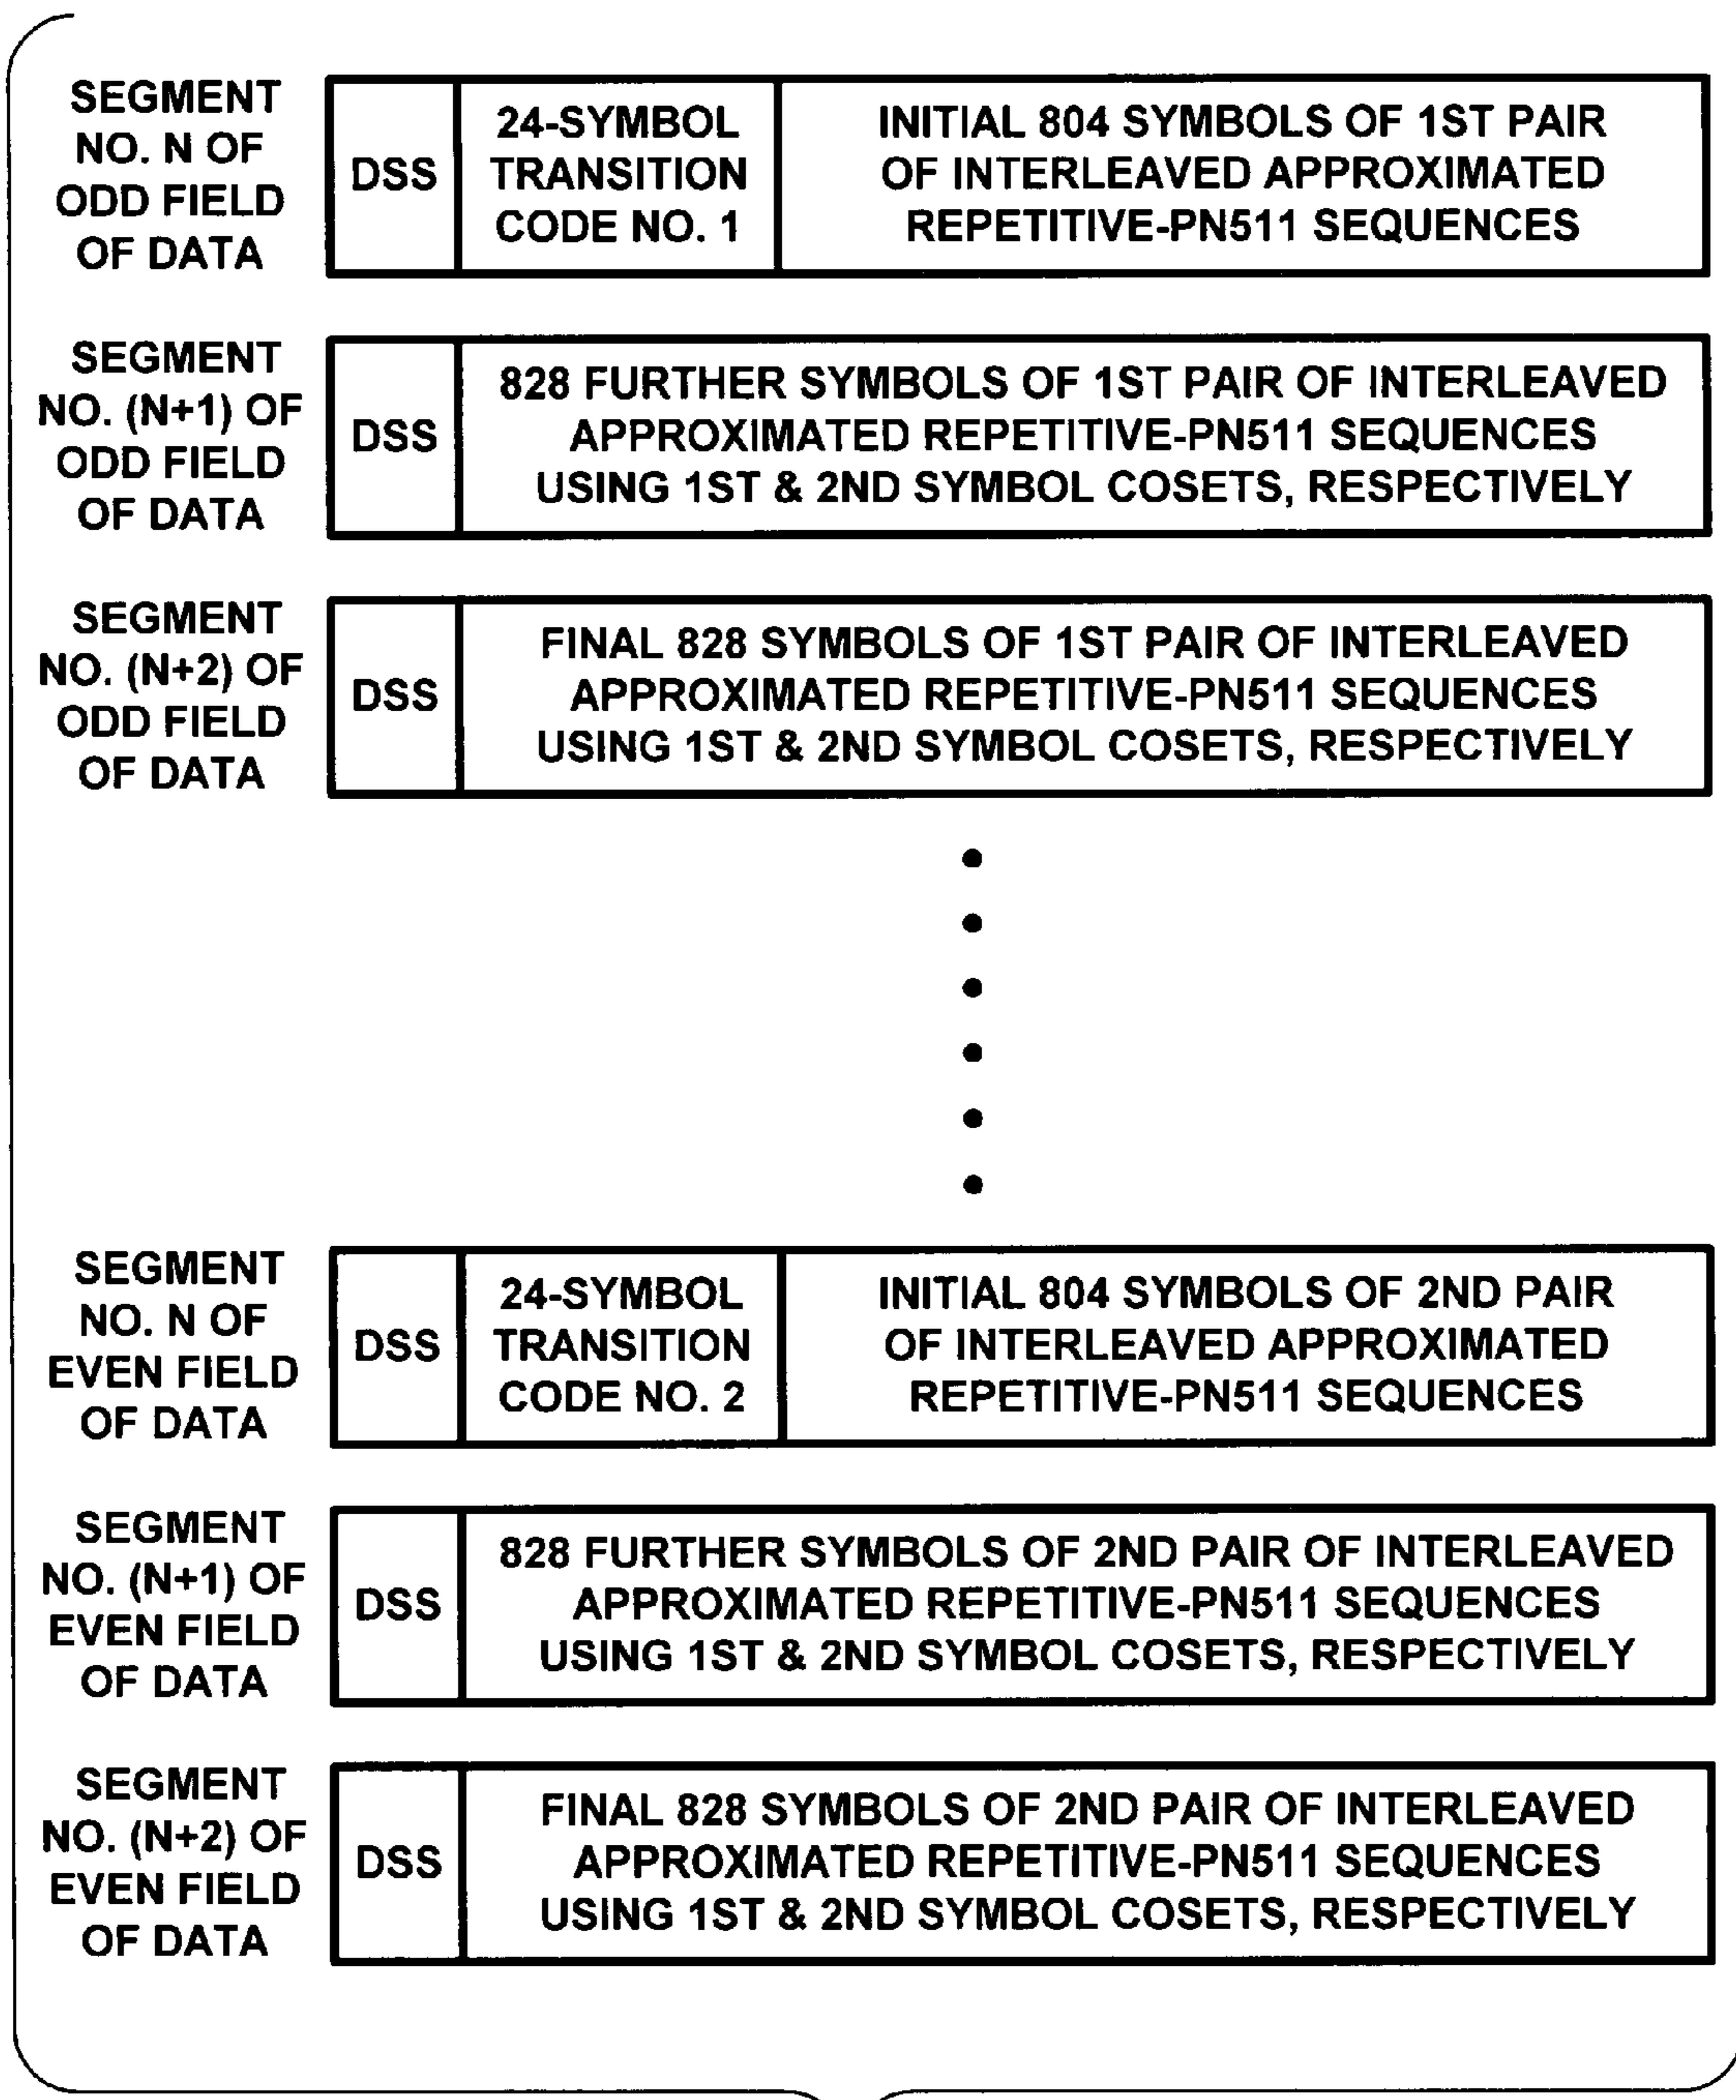 SEGMENT
NO. N OF
ODD FIELD
OF DATA
DSS
24-SYMBOL
TRANSITION
CODE NO. 1
INITIAL 804 SYMBOLS OF 1ST PAIR
OF INTERLEAVED APPROXIMATED
REPETITIVE-PN511 SEQUENCES
SEGMENT
NO. (N+1) OF
ODD FIELD
OF DATA
DSS
828 FURTHER SYMBOLS OF 1ST PAIR OF INTERLEAVED
APPROXIMATED REPETITIVE-PN511 SEQUENCES
USING 1ST & 2ND SYMBOL COSETS, RESPECTIVELY
SEGMENT
NO. (N+2) OF
ODD FIELD
OF DATA
DSS
FINAL 828 SYMBOLS OF 1ST PAIR OF INTERLEAVED
APPROXIMATED REPETITIVE-PN511 SEQUENCES
USING 1ST & 2ND SYMBOL COSETS, RESPECTIVELY
SEGMENT
NO. N OF
EVEN FIELD
OF DATA
DSS
24-SYMBOL
TRANSITION
CODE NO. 2
INITIAL 804 SYMBOLS OF 2ND PAIR
OF INTERLEAVED APPROXIMATED
REPETITIVE-PN511 SEQUENCES
SEGMENT
NO. (N+1) OF
EVEN FIELD
OF DATA
DSS
828 FURTHER SYMBOLS OF 2ND PAIR OF INTERLEAVED
APPROXIMATED REPETITIVE-PN511 SEQUENCES
USING 1ST & 2ND SYMBOL COSETS, RESPECTIVELY
SEGMENT
NO. (N+2) OF
EVEN FIELD
OF DATA
DSS
FINAL 828 SYMBOLS OF 2ND PAIR OF INTERLEAVED
APPROXIMATED REPETITIVE-PN511 SEQUENCES
USING 1ST & 2ND SYMBOL COSETS, RESPECTIVELY